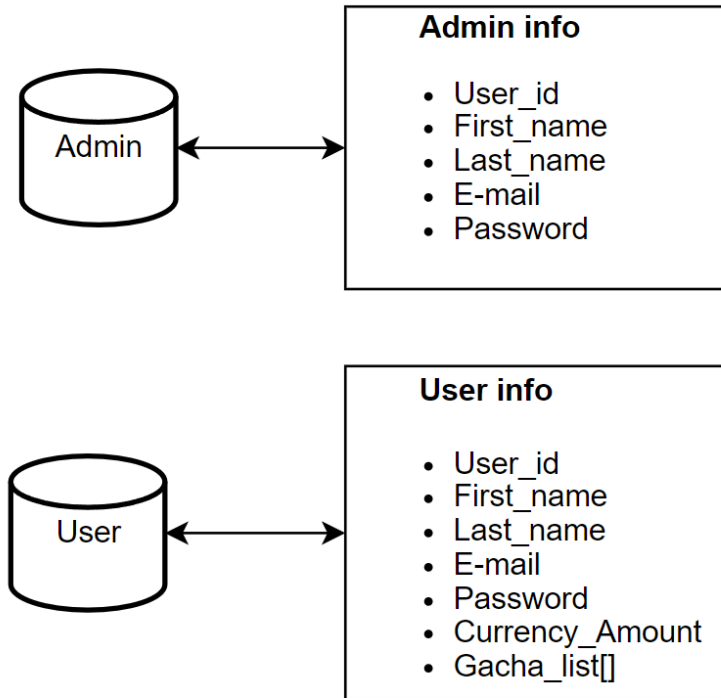 Admin info
Admin
• User_id
• First_name
• Last_name
• E-mail
• Password
User info
User
• User_id
• First_name
• Last_name
• E-mail
• Password
• Currency_Amount
• Gacha_list[]